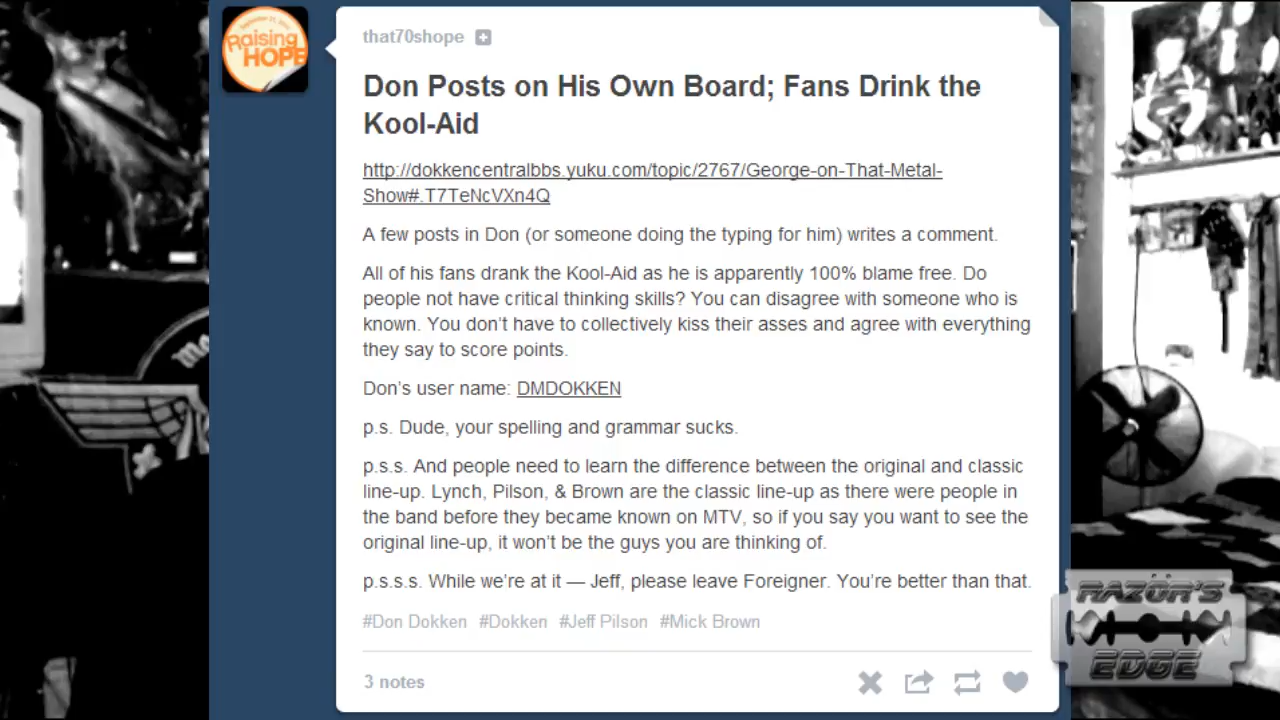 September 21, 2010
Raising
HOPE
that70shope
Don Posts on His Own Board; Fans Drink the
Kool-Aid
http://dokkencentralbbs.yuku.com/topic/2767/George-on-That-Metal-
Show#.T7TeNcVXn4Q
A few posts in Don (or someone doing the typing for him) writes a comment.
All of his fans drank the Kool-Aid as he is apparently 100% blame free. Do
people not have critical thinking skills? You can disagree with someone who is
known. You don't have to collectively kiss their asses and agree with everything
they say to score points.
Don's user name: DMDOKKEN
p.s. Dude, your spelling and grammar sucks.
p.s.s. And people need to learn the difference between the original and classic
line-up. Lynch, Pilson, & Brown are the classic line-up as there were people in
the band before they became known on MTV, so if you say you want to see the
original line-up, it won't be the guys you are thinking of.
p.s.s.s. While we're at it — Jeff, please leave Foreigner. You're better than that.
#Don Dokken #Dokken #Jeff Pilson #Mick Brown
3 notes
RAZÖR'S
EDGE